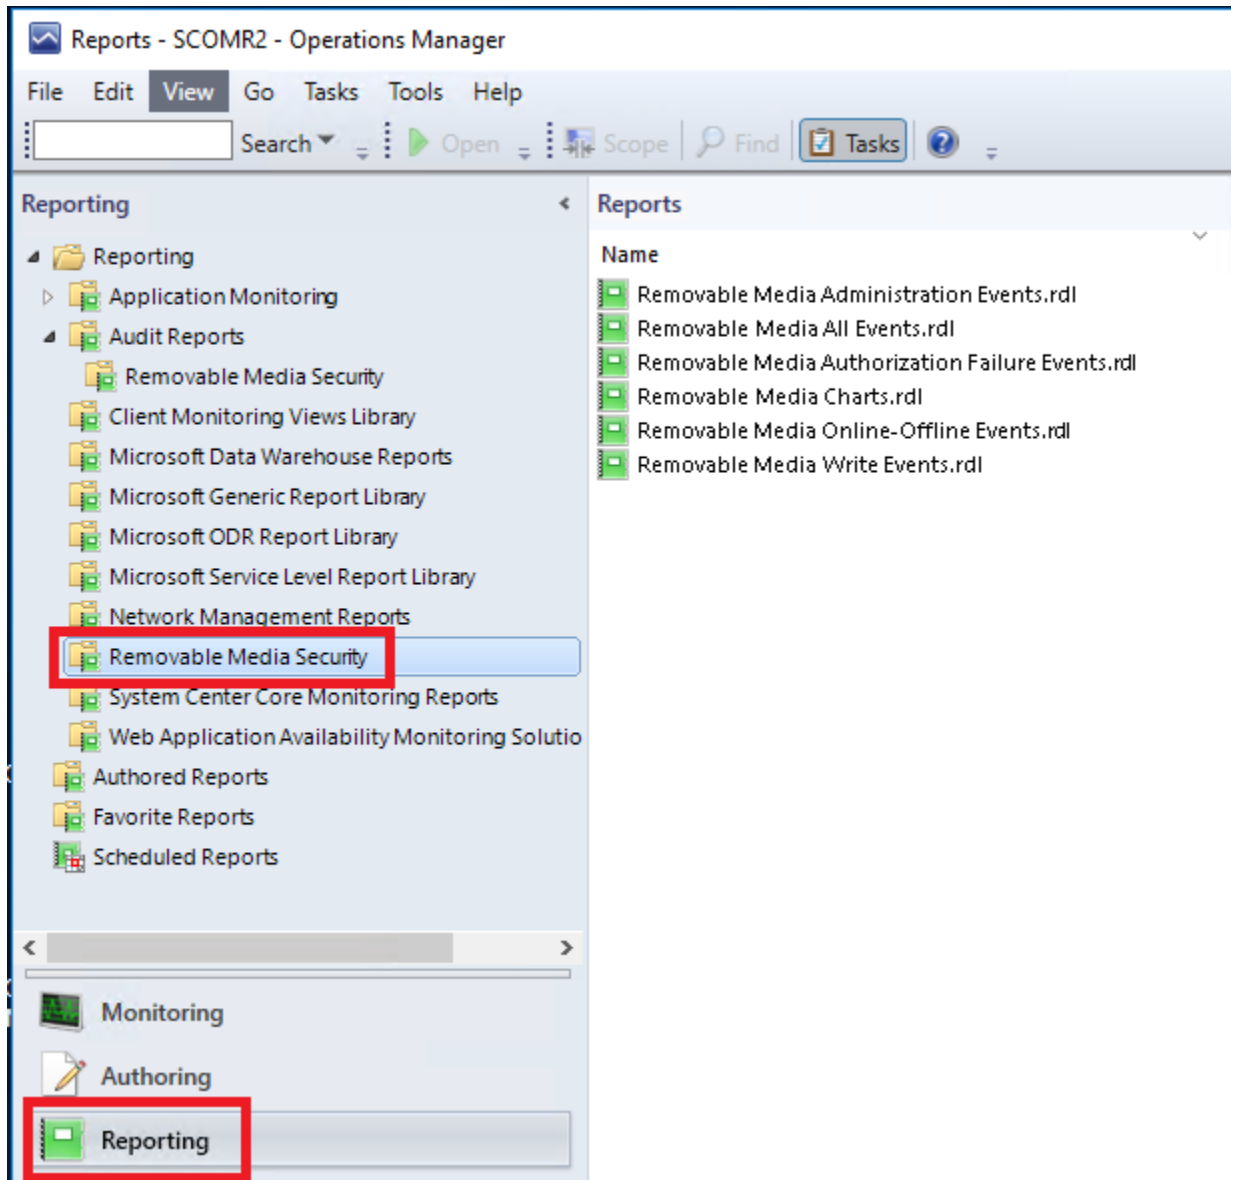 Reports - SCOMR2 - Operations Manager
File Edit View Go Tasks Tools Help
Search Open Scope Find Tasks
Reporting
Reporting
Application Monitoring
Audit Reports
Removable Media Security
Client Monitoring Views Library
Microsoft Data Warehouse Reports
Microsoft Generic Report Library
Microsoft ODR Report Library
Microsoft Service Level Report Library
Network Management Reports
Removable Media Security
System Center Core Monitoring Reports
Web Application Availability Monitoring Solutio
Authored Reports
Favorite Reports
Scheduled Reports
Monitoring
Authoring
Reporting
Reports
Name
Removable Media Administration Events.rdl
Removable Media All Events.rdl
Removable Media Authorization Failure Events.rdl
Removable Media Charts.rdl
Removable Media Online-Offline Events.rdl
Removable Media Write Events.rdl